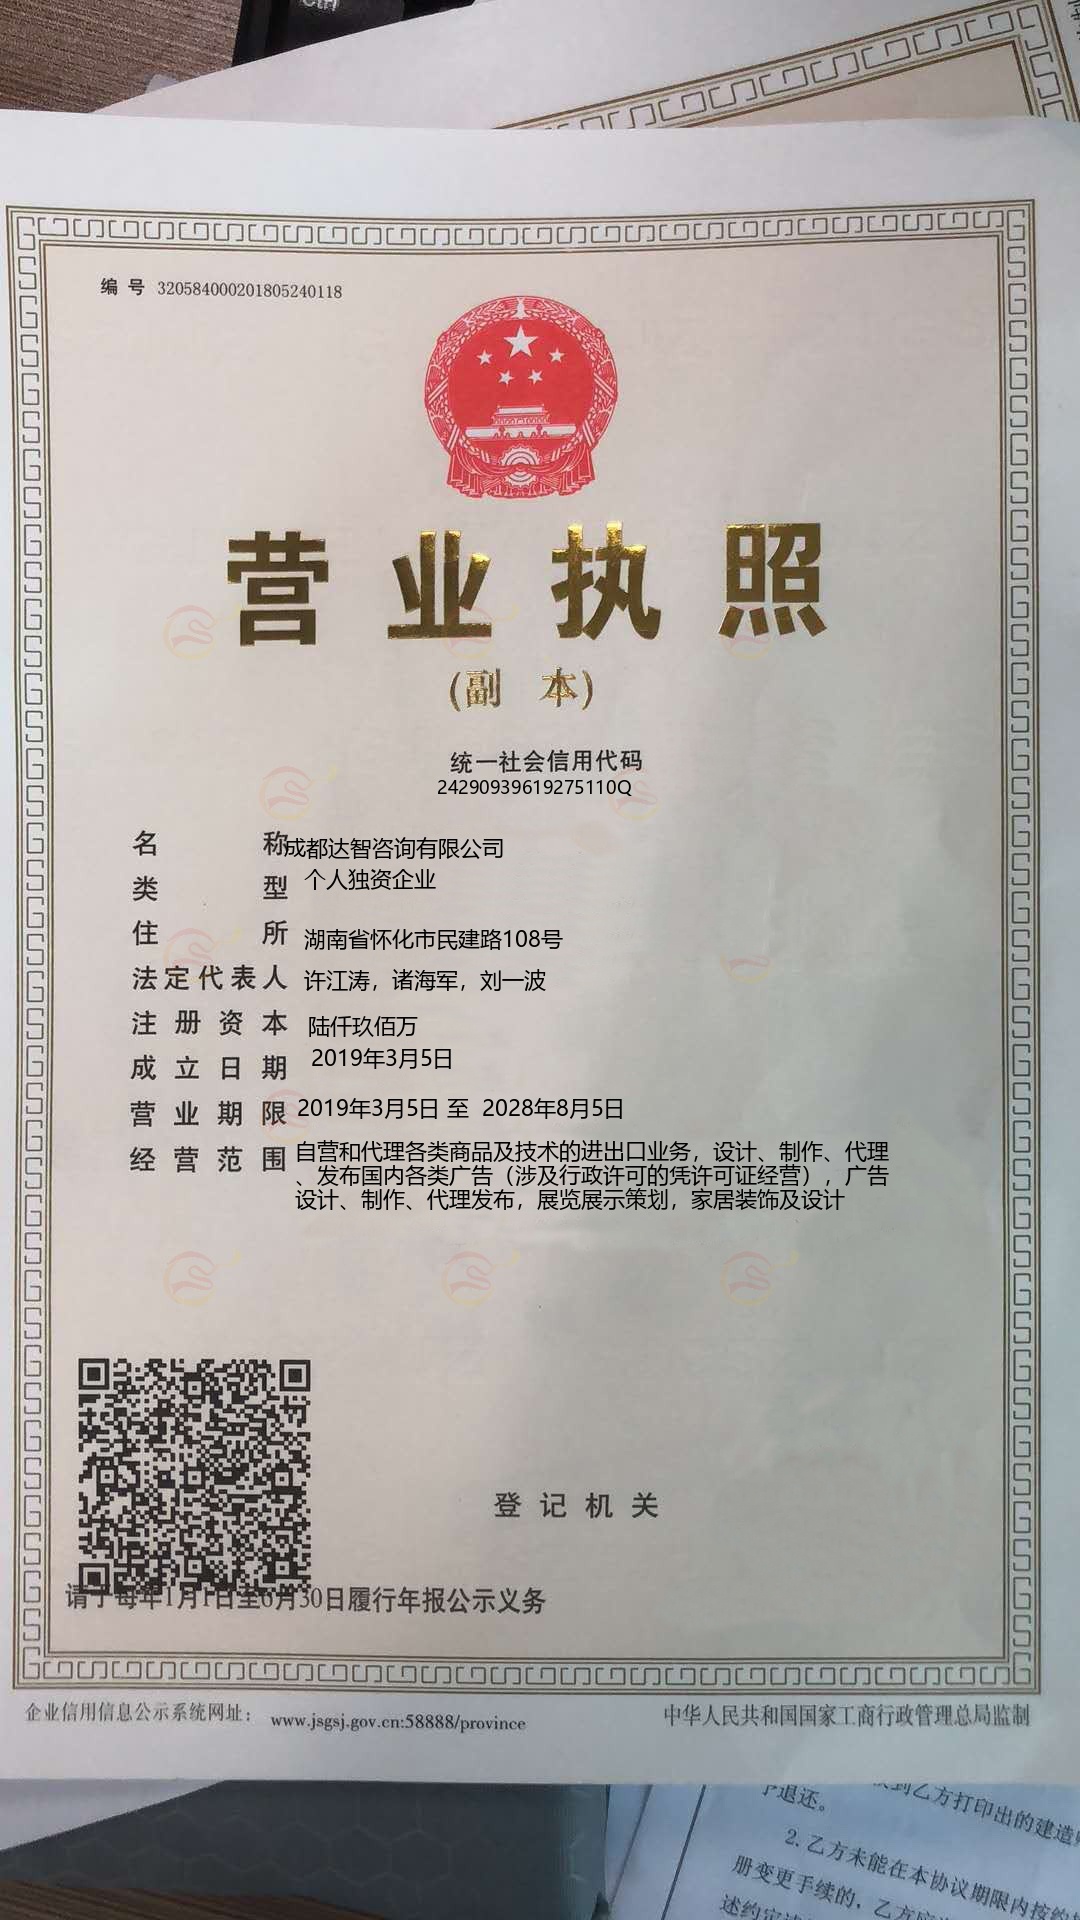 Ctrl
编 号 320584000201805240118
营业执照
(副 本)
统一社会信用代码
24290939619275110Q
名 称 成都达智咨询有限公司
类 型 个人独资企业
住 所 湖南省怀化市民建路108号
法定代表人 许江涛，诸海军，刘一波
注册资本 陆仟玖佰万
成立日期 2019年3月5日
营业期限 2019年3月5日 至 2028年8月5日
经营范围 自营和代理各类商品及技术的进出口业务，设计、制作、代理
、发布国内各类广告（涉及行政许可的凭许可证经营），广告
设计、制作、代理发布，展览展示策划，家居装饰及设计
登记机关
请于每年1月1日至6月30日履行年报公示义务
企业信用信息公示系统网址： www.jsgsj.gov.cn:58888/province
中华人民共和国国家工商行政管理总局监制
到乙方打印出的建造
退还。
2.乙方未能在本协议期限内按约
册变更手续的，乙方应
述约定